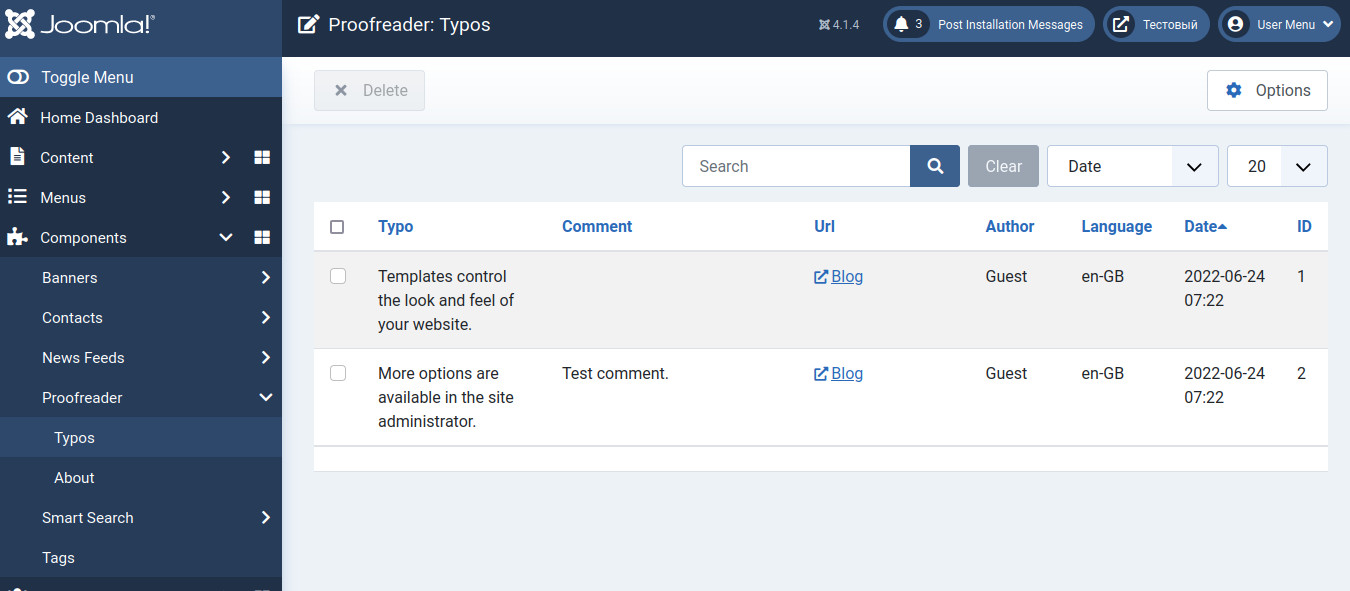 Joomla!®
Proofreader: Typos
4.1.4
3 Post Installation Messages
Тестовый
User Menu
Toggle Menu
Home Dashboard
Content
Menus
Components
Banners
Contacts
News Feeds
Proofreader
Typos
About
Smart Search
Tags
Delete
Options
Search
Clear
Date
20
Typo Comment Url Author Language Date ID
Templates control Blog Guest en-GB 2022-06-24 1
the look and feel of 07:22
your website.
More options are Test comment. Blog Guest en-GB 2022-06-24 2
available in the site 07:22
administrator.